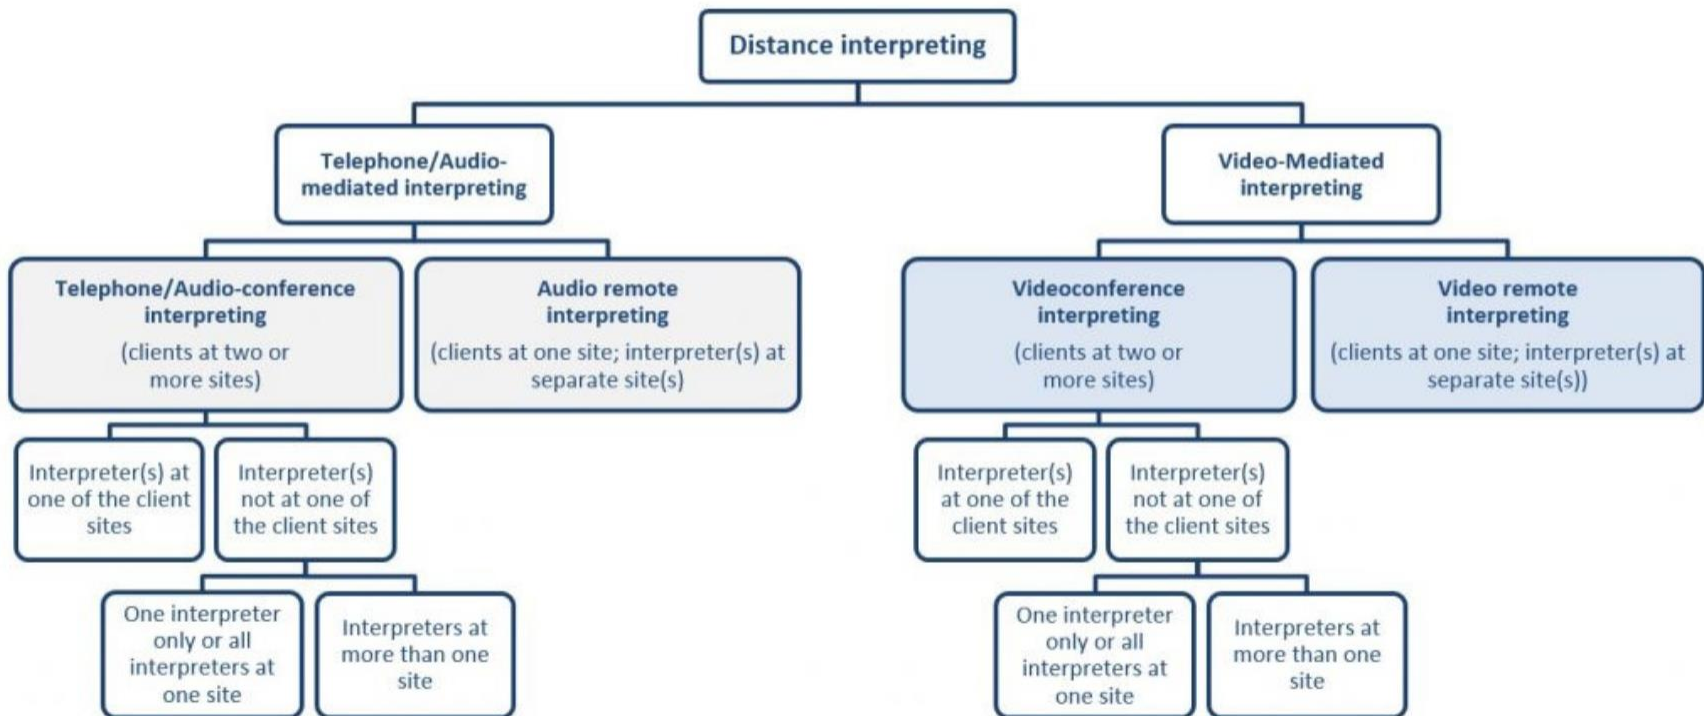 Distance interpreting
Telephone/Audio-
mediated interpreting
Video-Mediated
interpreting
Telephone/Audio-conference
interpreting
(clients at two or
more sites)
Audio remote
interpreting
(clients at one site; interpreter(s) at
separate site(s)
Videoconference
interpreting
(clients at two or
more sites)
Video remote
interpreting
(clients at one site; interpreter(s) at
separate site(s))
Interpreter(s) at
one of the client
sites
Interpreter(s)
not at one of
the client sites
Interpreter(s)
at one of the
client sites
Interpreter(s)
not at one of
the client sites
One interpreter
only or all
interpreters at
one site
Interpreters at
more than one
site
One interpreter
only or all
interpreters at
one site
Interpreters at
more than one
site